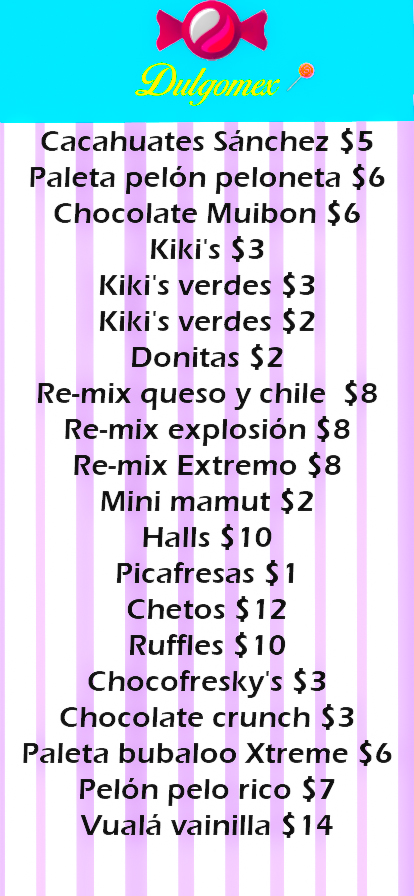 Dulgomex
Cacahuates Sánchez $5
Paleta pelón peloneta $6
Chocolate Muibon $6
Kiki's $3
Kiki's verdes $3
Kiki's verdes $2
Donitas $2
Re-mix queso y chile $8
Re-mix explosión $8
Re-mix Extremo $8
Mini mamut $2
Halls $10
Picafresas $1
Chetos $12
Ruffles $10
Chocofresky's $3
Chocolate crunch $3
Paleta bubaloo Xtreme $6
Pelón pelo rico $7
Vualá vainilla $14